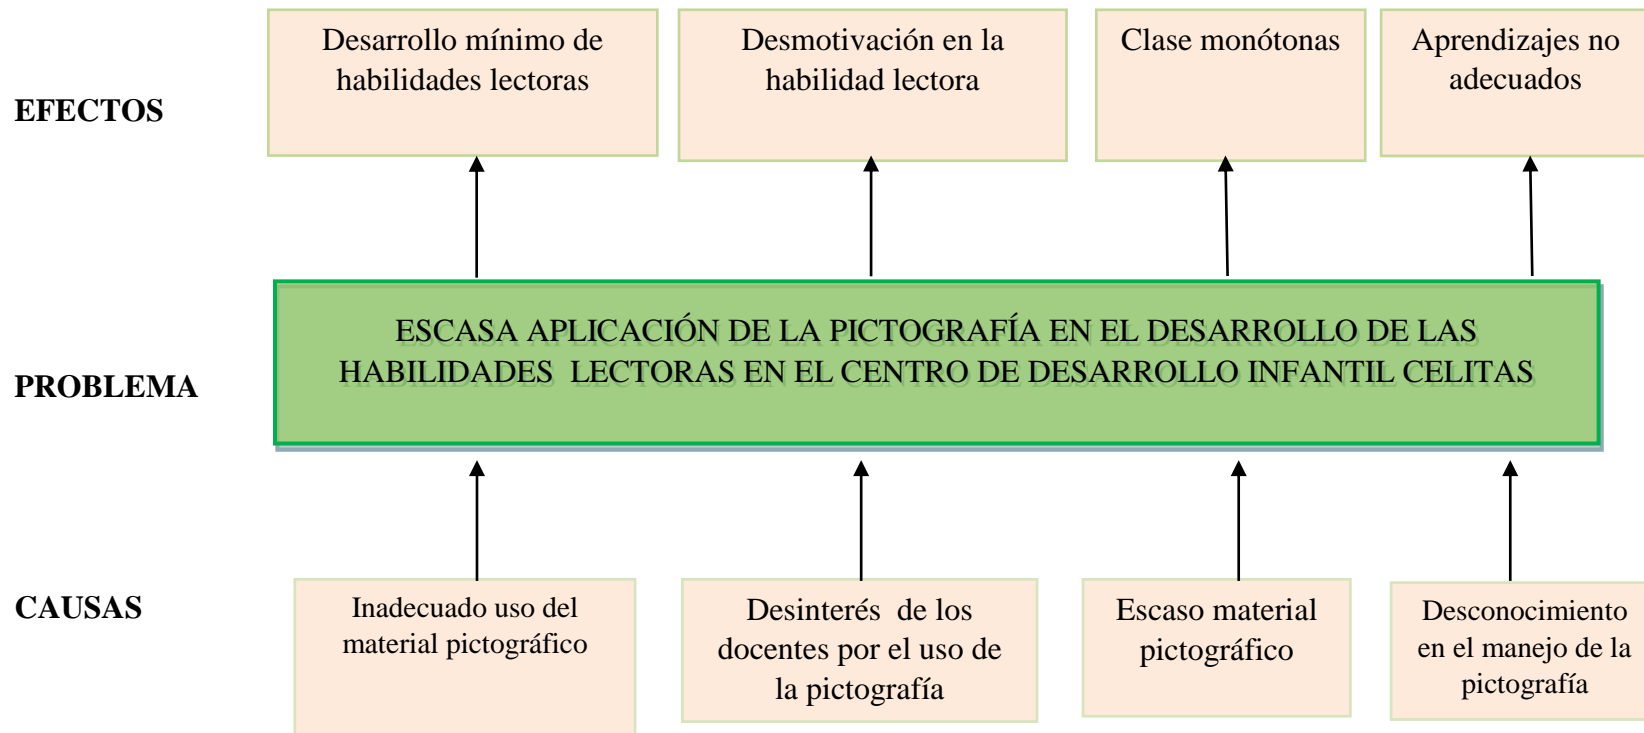 Desarrollo mínimo de
habilidades lectoras
Desmotivación en la
habilidad lectora
Clase monótonas
Aprendizajes no
adecuados
EFECTOS
ESCASA APLICACIÓN DE LA PICTOGRAFÍA EN EL DESARROLLO DE LAS
HABILIDADES LECTORAS EN EL CENTRO DE DESARROLLO INFANTIL CELITAS
PROBLEMA
CAUSAS
Inadecuado uso del
material pictográfico
Desinterés de los
docentes por el uso de
la pictografía
Escaso material
pictográfico
Desconocimiento
en el manejo de la
pictografía